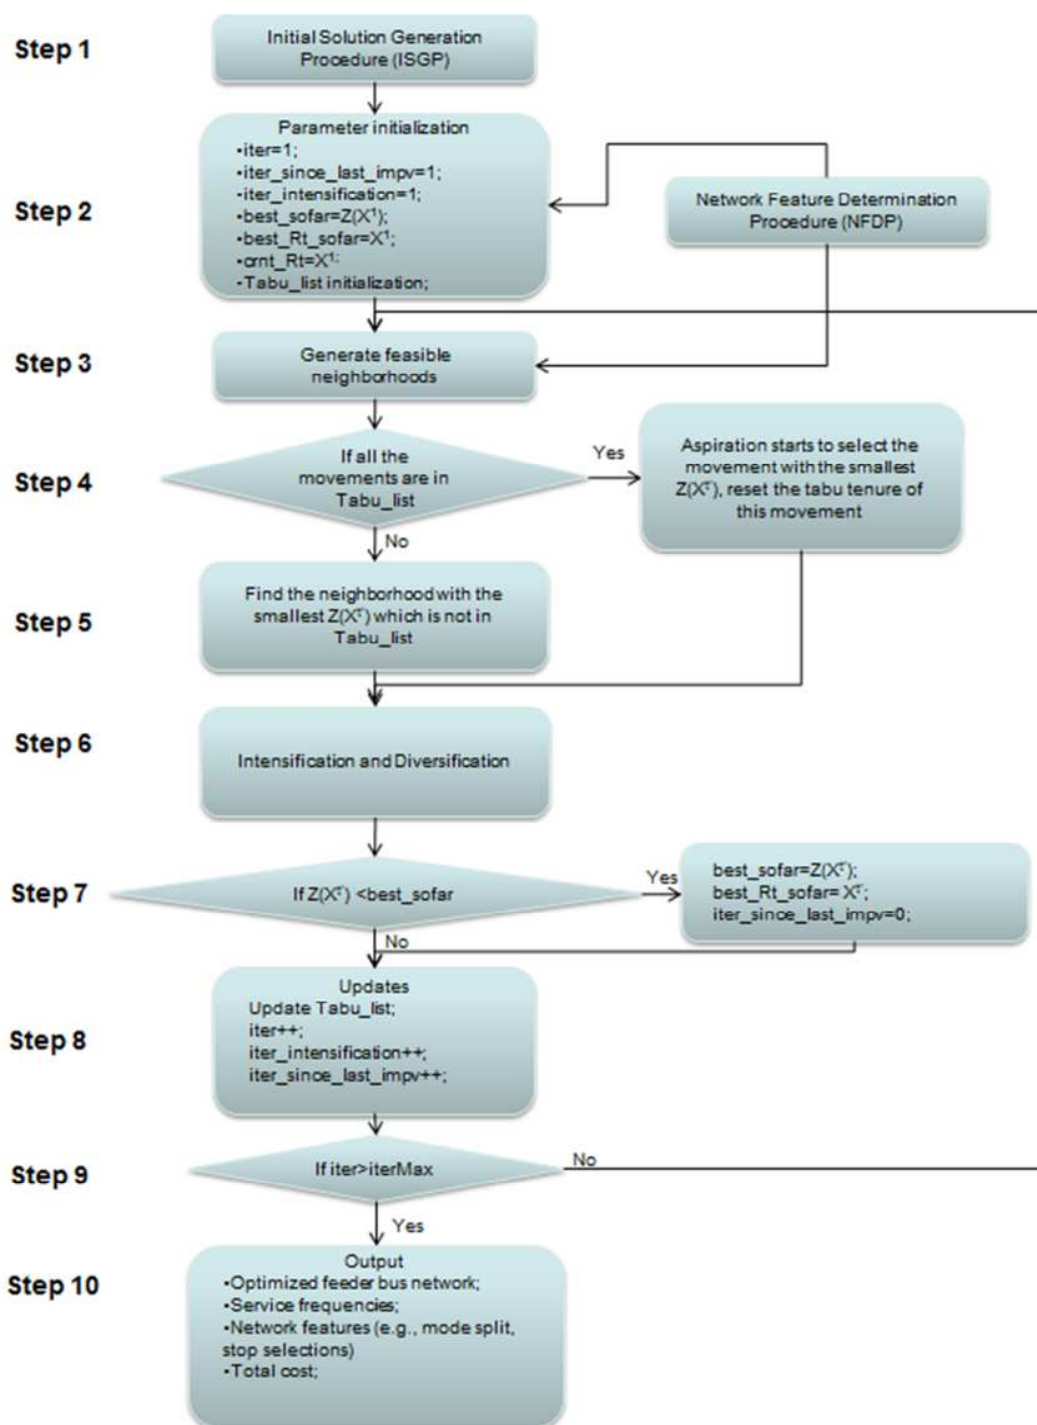 Step 1
Initial Solution Generation
Procedure (ISGP)
Step 2
Parameter initialization
•iter=1;
•iter_since_last_impv=1;
•iter_intensification=1;
•best_sofar=Z(X¹);
•best_Rt_sofar=X¹;
•crnt_Rt=X¹;
•Tabu_list initialization;
Network Feature Determination
Procedure (NFDP)
Step 3
Generate feasible
neighborhoods
Step 4
If all the
movements are in
Tabu_list
Yes
Aspiration starts to select the
movement with the smallest
Z(Xᵀ), reset the tabu tenure of
this movement
No
Step 5
Find the neighborhood with the
smallest Z(Xᵀ) which is not in
Tabu_list
Step 6
Intensification and Diversification
Step 7
If Z(Xᵀ) <best_sofar
Yes
best_sofar=Z(Xᵀ);
best_Rt_sofar= Xᵀ;
iter_since_last_impv=0;
No
Step 8
Updates
Update Tabu_list;
iter++;
iter_intensification++;
iter_since_last_impv++;
Step 9
If iter>iterMax
No
Yes
Step 10
Output
•Optimized feeder bus network;
•Service frequencies;
•Network features (e.g., mode split,
stop selections)
•Total cost;